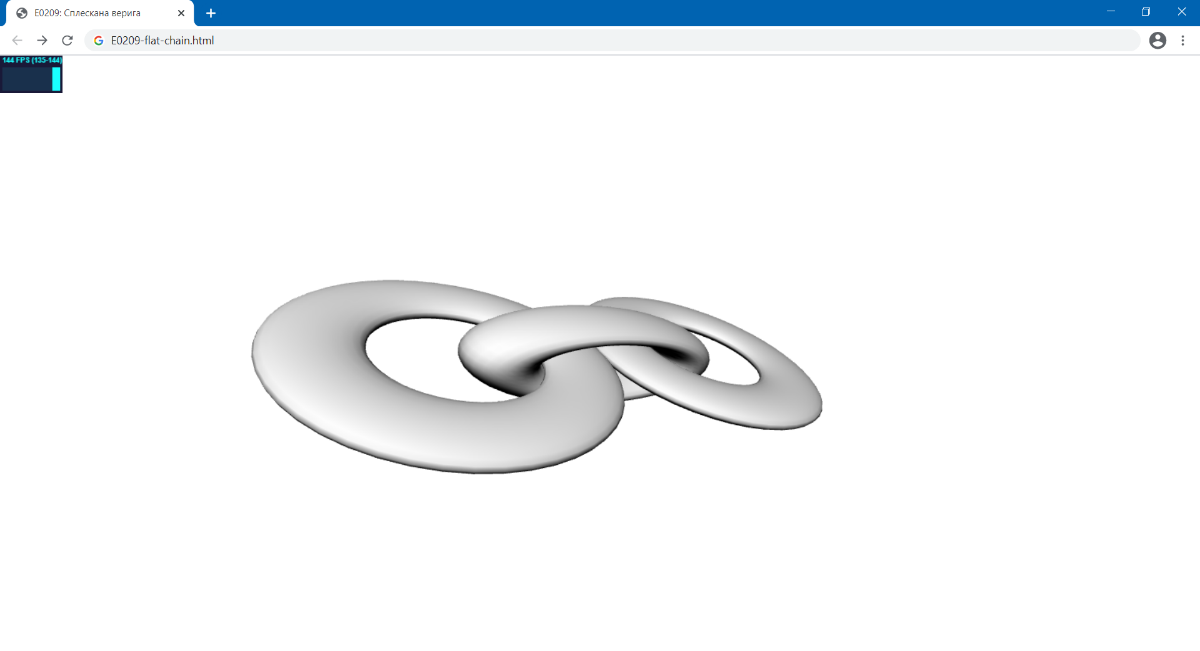 E0209: Сплескана верига
E0209-flat-chain.html
144 FPS (135-144)